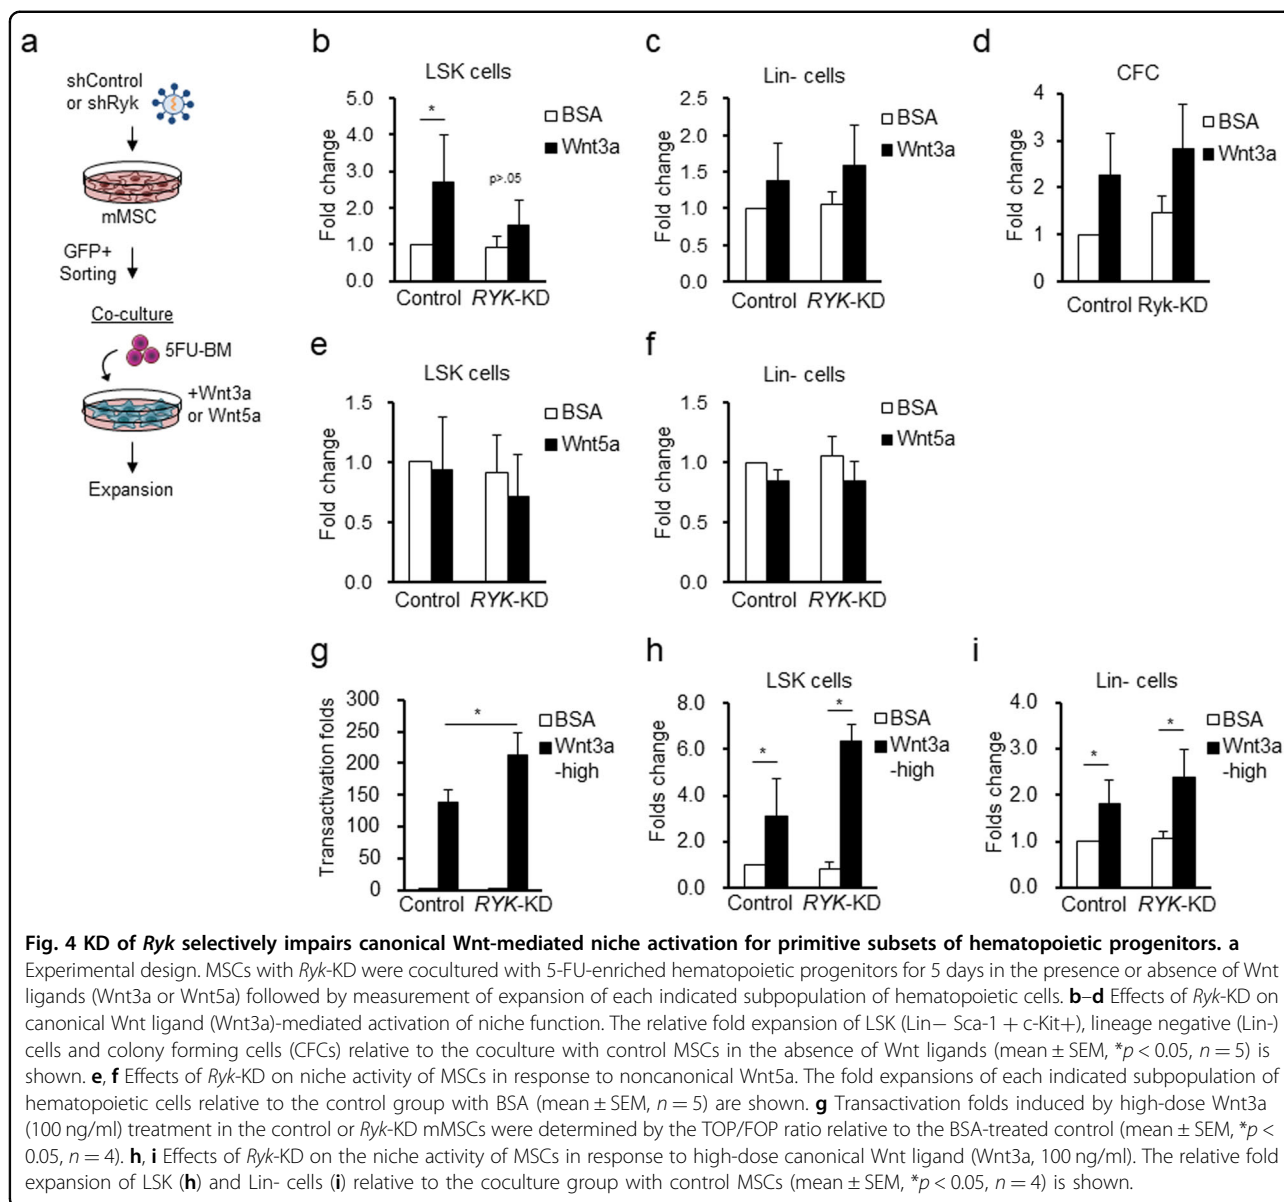 a
shControl
or shRyk
mMSC
GFP+
Sorting
Co-culture
5FU-BM
+Wnt3a
or Wnt5a
Expansion
b
LSK cells
Fold change
5.0
4.0
3.0
2.0
1.0
0.0
*
p>.05
BSA
Wnt3a
Control RYK-KD
c
Lin- cells
Fold change
2.5
2.0
1.5
1.0
0.5
0.0
BSA
Wnt3a
Control RYK-KD
d
CFC
Fold change
4
3
2
1
0
BSA
Wnt3a
Control Ryk-KD
e
LSK cells
Fold change
1.5
1.0
0.5
0.0
BSA
Wnt5a
Control RYK-KD
f
Lin- cells
Fold change
1.5
1.0
0.5
0.0
BSA
Wnt5a
Control RYK-KD
g
Transactivation folds
300
250
200
150
100
50
0
*
BSA
Wnt3a
-high
Control RYK-KD
h
LSK cells
Folds change
8.0
6.0
4.0
2.0
0.0
*
*
BSA
Wnt3a
-high
Control RYK-KD
i
Lin- cells
Folds change
4.0
3.0
2.0
1.0
0.0
*
*
BSA
Wnt3a
-high
Control RYK-KD
Fig. 4 KD of Ryk selectively impairs canonical Wnt-mediated niche activation for primitive subsets of hematopoietic progenitors. a
Experimental design. MSCs with Ryk-KD were cocultured with 5-FU-enriched hematopoietic progenitors for 5 days in the presence or absence of Wnt
ligands (Wnt3a or Wnt5a) followed by measurement of expansion of each indicated subpopulation of hematopoietic cells. b–d Effects of Ryk-KD on
canonical Wnt ligand (Wnt3a)-mediated activation of niche function. The relative fold expansion of LSK (Lin− Sca-1 + c-Kit+), lineage negative (Lin-)
cells and colony forming cells (CFCs) relative to the coculture with control MSCs in the absence of Wnt ligands (mean ± SEM, *p < 0.05, n = 5) is
shown. e, f Effects of Ryk-KD on niche activity of MSCs in response to noncanonical Wnt5a. The fold expansions of each indicated subpopulation of
hematopoietic cells relative to the control group with BSA (mean ± SEM, n = 5) are shown. g Transactivation folds induced by high-dose Wnt3a
(100 ng/ml) treatment in the control or Ryk-KD mMSCs were determined by the TOP/FOP ratio relative to the BSA-treated control (mean ± SEM, *p <
0.05, n = 4). h, i Effects of Ryk-KD on the niche activity of MSCs in response to high-dose canonical Wnt ligand (Wnt3a, 100 ng/ml). The relative fold
expansion of LSK (h) and Lin- cells (i) relative to the coculture group with control MSCs (mean ± SEM, *p < 0.05, n = 4) is shown.